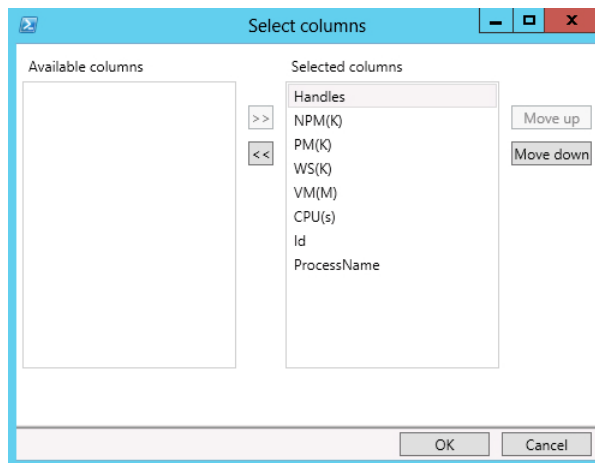 Select columns
Available columns
Selected columns
Handles
NPM(K)
PM(K)
WS(K)
VM(M)
CPU(s)
Id
ProcessName
>>
<<
Move up
Move down
OK
Cancel